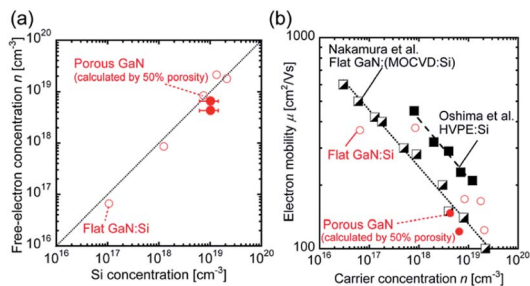 (a)
Free-electron concentration n [cm-3]
10²⁰
10¹⁹
10¹⁸
10¹⁷
10¹⁶
Porous GaN
(calculated by 50% porosity)
Flat GaN:Si
10¹⁶ 10¹⁷ 10¹⁸ 10¹⁹ 10²⁰
Si concentration [cm-3]
(b)
Electron mobility μ [cm²/Vs]
1000
100
Nakamura et al.
Flat GaN(MOCVD:Si)
Oshima et al.
HVPE:Si
Flat GaN:Si
Porous GaN
(calculated by 50% porosity)
10¹⁶ 10¹⁷ 10¹⁸ 10¹⁹ 10²⁰
Carrier concentration n [cm-3]